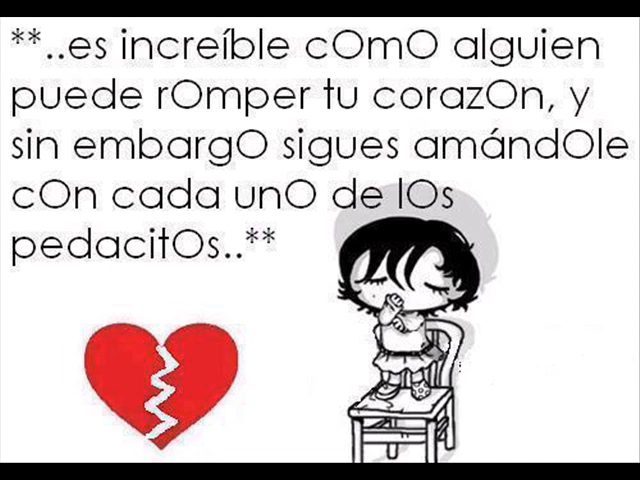 **..es increíble cOmO alguien
puede rOmper tu corazOn, y
sin embargO sigues amándOle
cOn cada unO de lOs
pedacitOs..**